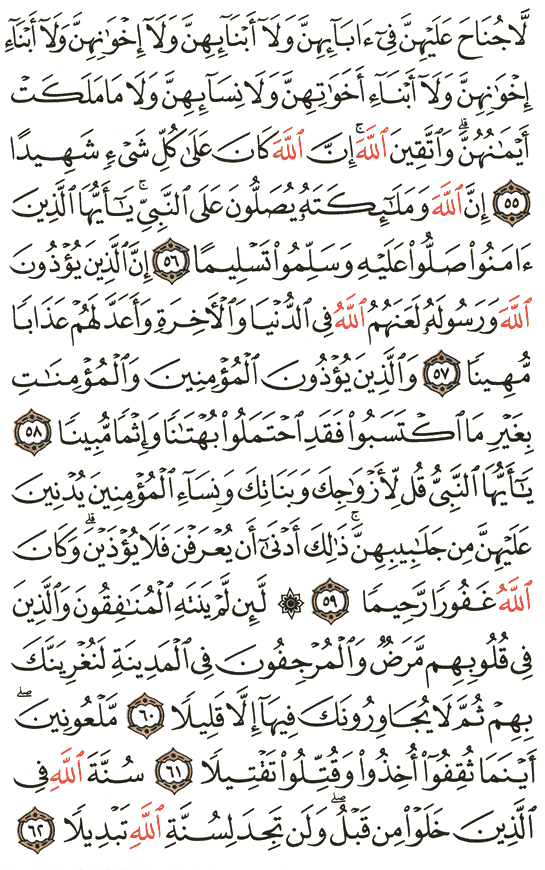 لَّا جُنَاحَ عَلَيْهِنَّ فِىٓ ءَابَآئِهِنَّ وَلَآ أَبْنَآئِهِنَّ وَلَآ إِخْوَٰنِهِنَّ وَلَآ أَبْنَآءِ
إِخْوَٰنِهِنَّ وَلَآ أَبْنَآءِ أَخَوَٰتِهِنَّ وَلَا نِسَآئِهِنَّ وَلَا مَا مَلَكَتْ
أَيْمَٰنُهُنَّ ۗ وَٱتَّقِينَ ٱللَّهَ ۚ إِنَّ ٱللَّهَ كَانَ عَلَىٰ كُلِّ شَىْءٍ شَهِيدًا
٥٥ إِنَّ ٱللَّهَ وَمَلَٰٓئِكَتَهُۥ يُصَلُّونَ عَلَى ٱلنَّبِىِّ ۚ يَٰٓأَيُّهَا ٱلَّذِينَ
ءَامَنُوا۟ صَلُّوا۟ عَلَيْهِ وَسَلِّمُوا۟ تَسْلِيمًا ٥٦ إِنَّ ٱلَّذِينَ يُؤْذُونَ
ٱللَّهَ وَرَسُولَهُۥ لَعَنَهُمُ ٱللَّهُ فِى ٱلدُّنْيَا وَٱلْءَاخِرَةِ وَأَعَدَّ لَهُمْ عَذَابًا
مُّهِينًا ٥٧ وَٱلَّذِينَ يُؤْذُونَ ٱلْمُؤْمِنِينَ وَٱلْمُؤْمِنَٰتِ
بِغَيْرِ مَا ٱكْتَسَبُوا۟ فَقَدِ ٱحْتَمَلُوا۟ بُهْتَٰنًا وَإِثْمًا مُّبِينًا ٥٨
يَٰٓأَيُّهَا ٱلنَّبِىُّ قُل لِّأَزْوَٰجِكَ وَبَنَاتِكَ وَنِسَآءِ ٱلْمُؤْمِنِينَ يُدْنِينَ
عَلَيْهِنَّ مِن جَلَٰبِيبِهِنَّ ۚ ذَٰلِكَ أَدْنَىٰٓ أَن يُعْرَفْنَ فَلَا يُؤْذَيْنَ ۗ وَكَانَ
ٱللَّهُ غَفُورًا رَّحِيمًا ٥٩ ۞ لَّئِن لَّمْ يَنتَهِ ٱلْمُنَٰفِقُونَ وَٱلَّذِينَ
فِى قُلُوبِهِم مَّرَضٌ وَٱلْمُرْجِفُونَ فِى ٱلْمَدِينَةِ لَنُغْرِيَنَّكَ
بِهِمْ ثُمَّ لَا يُجَاوِرُونَكَ فِيهَآ إِلَّا قَلِيلًا ٦٠ مَّلْعُونِينَ ۖ
أَيْنَمَا ثُقِفُوٓا۟ أُخِذُوا۟ وَقُتِّلُوا۟ تَقْتِيلًا ٦١ سُنَّةَ ٱللَّهِ فِى
ٱلَّذِينَ خَلَوْا۟ مِن قَبْلُ ۖ وَلَن تَجِدَ لِسُنَّةِ ٱللَّهِ تَبْدِيلًا ٦٢